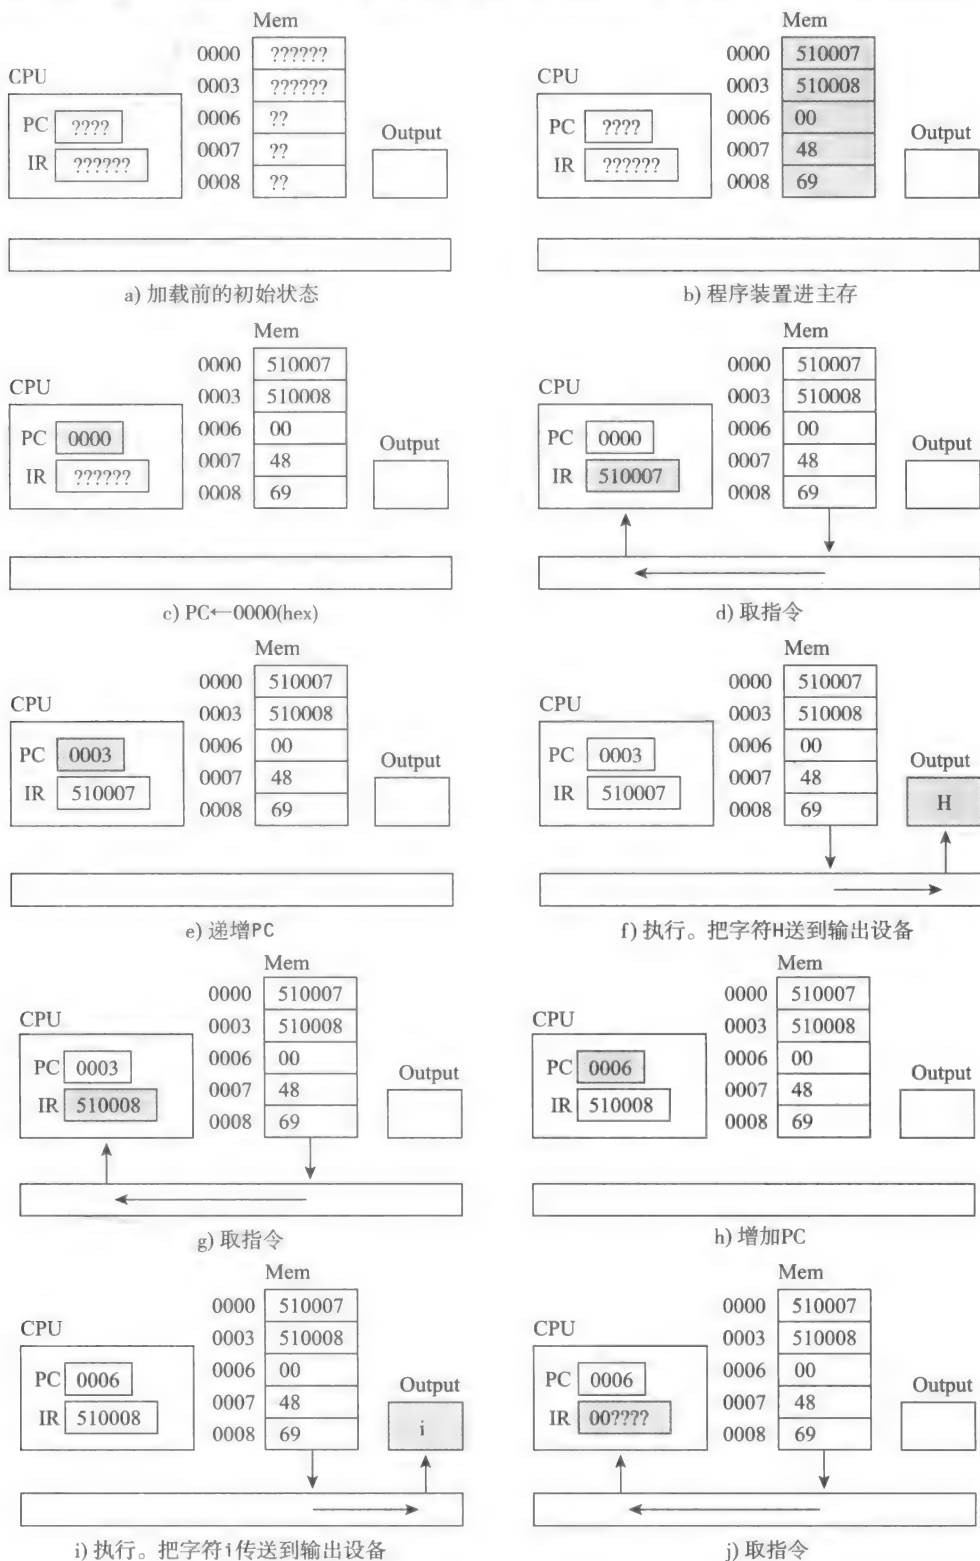 Mem
0000 ??????
0003 ??????
CPU
0006 ??
PC ????
Output
0007 ??
IR ??????
0008 ??
a) 加载前的初始状态
Mem
0000 510007
0003 510008
CPU
0006 00
PC ????
Output
0007 48
IR ??????
0008 69
b) 程序装置进主存
Mem
0000 510007
CPU
0003 510008
PC 0000
0006 00
Output
0007 48
IR ??????
0008 69
c) PC←0000(hex)
Mem
0000 510007
CPU
0003 510008
PC 0000
0006 00
Output
0007 48
IR 510007
0008 69
d) 取指令
Mem
0000 510007
CPU
0003 510008
PC 0003
0006 00
Output
0007 48
IR 510007
0008 69
e) 递增PC
Mem
0000 510007
CPU
0003 510008
PC 0003
0006 00
Output
0007 48
IR 510007
H
0008 69
f) 执行。把字符H送到输出设备
Mem
0000 510007
CPU
0003 510008
PC 0003
0006 00
Output
0007 48
IR 510008
0008 69
g) 取指令
Mem
0000 510007
CPU
0003 510008
PC 0006
0006 00
Output
0007 48
IR 510008
0008 69
h) 增加PC
Mem
0000 510007
CPU
0003 510008
PC 0006
0006 00
Output
0007 48
IR 510008
i
0008 69
i) 执行。把字符i传送到输出设备
Mem
0000 510007
CPU
0003 510008
PC 0006
0006 00
Output
0007 48
IR 00????
0008 69
j) 取指令